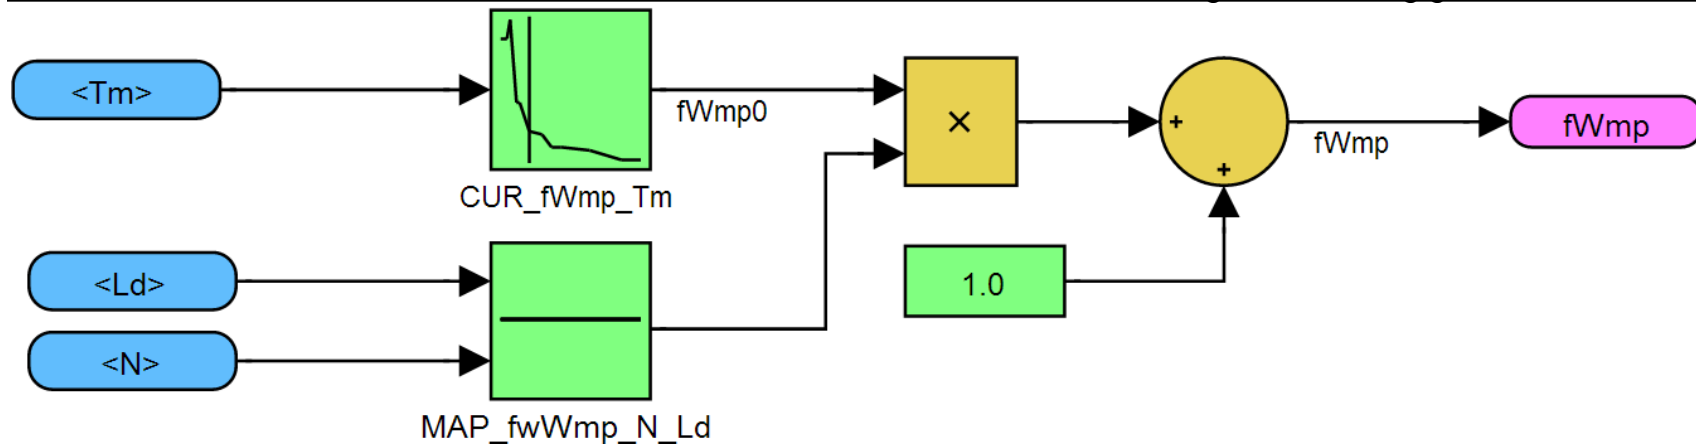 <Tm>
fWmp0
CUR_fWmp_Tm
×
+
+
fWmp
fWmp
<Ld>
<N>
MAP_fwWmp_N_Ld
1.0